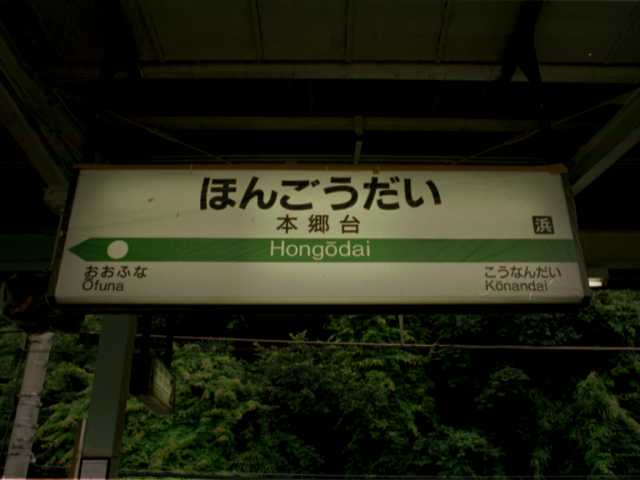 ほんごうだい
本郷台
浜
Hongōdai
おおふな
Ōfuna
こうなんだい
Kōnandai